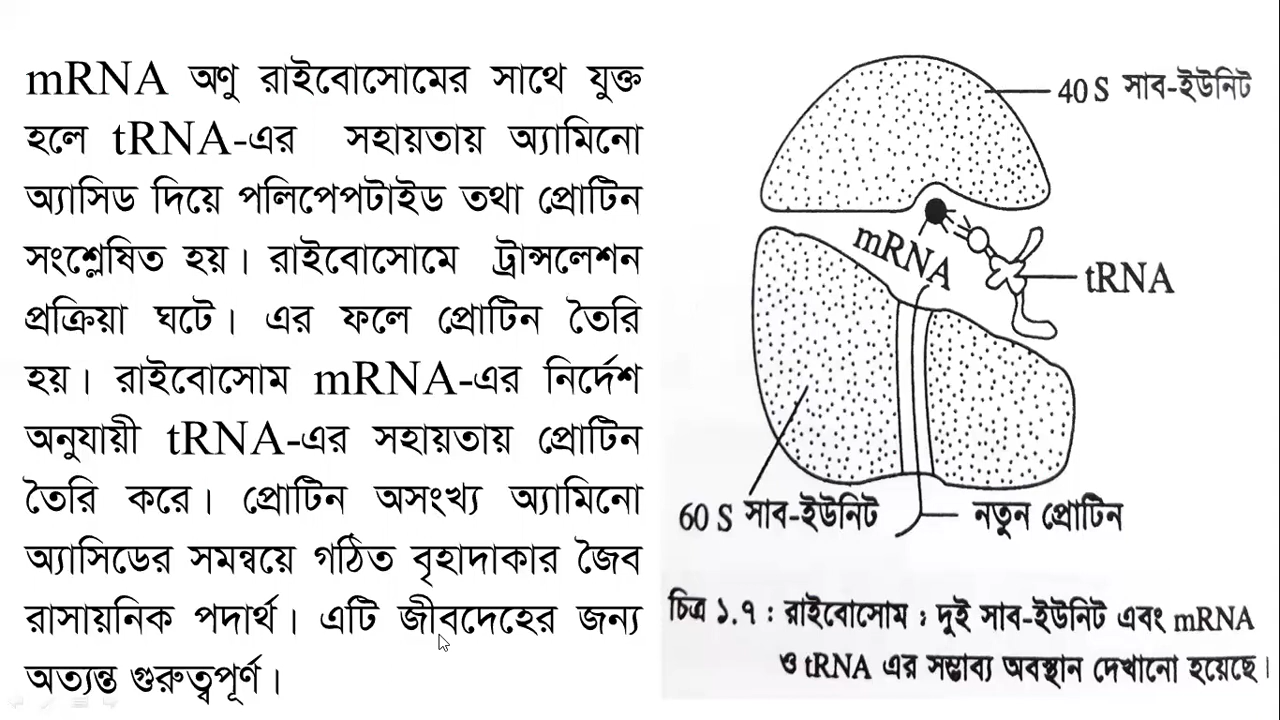 mRNA অণু রাইবোসোমের সাথে যুক্ত
হলে tRNA-এর সহায়তায় অ্যামিনো
অ্যাসিড দিয়ে পলিপেপটাইড তথা প্রোটিন
সংশ্লেষিত হয়। রাইবোসোমে ট্রান্সলেশন
প্রক্রিয়া ঘটে। এর ফলে প্রোটিন তৈরি
হয়। রাইবোসোম mRNA-এর নির্দেশ
অনুযায়ী tRNA-এর সহায়তায় প্রোটিন
তৈরি করে। প্রোটিন অসংখ্য অ্যামিনো
অ্যাসিডের সমন্বয়ে গঠিত বৃহাদাকার জৈব
রাসায়নিক পদার্থ। এটি জীবদেহের জন্য
অত্যন্ত গুরুত্বপূর্ণ।
40 S সাব-ইউনিট
mRNA
tRNA
60 S সাব-ইউনিট
নতুন প্রোটিন
চিত্র ১.৭ : রাইবোসোম : দুই সাব-ইউনিট এবং mRNA
ও tRNA এর সম্ভাব্য অবস্থান দেখানো হয়েছে।